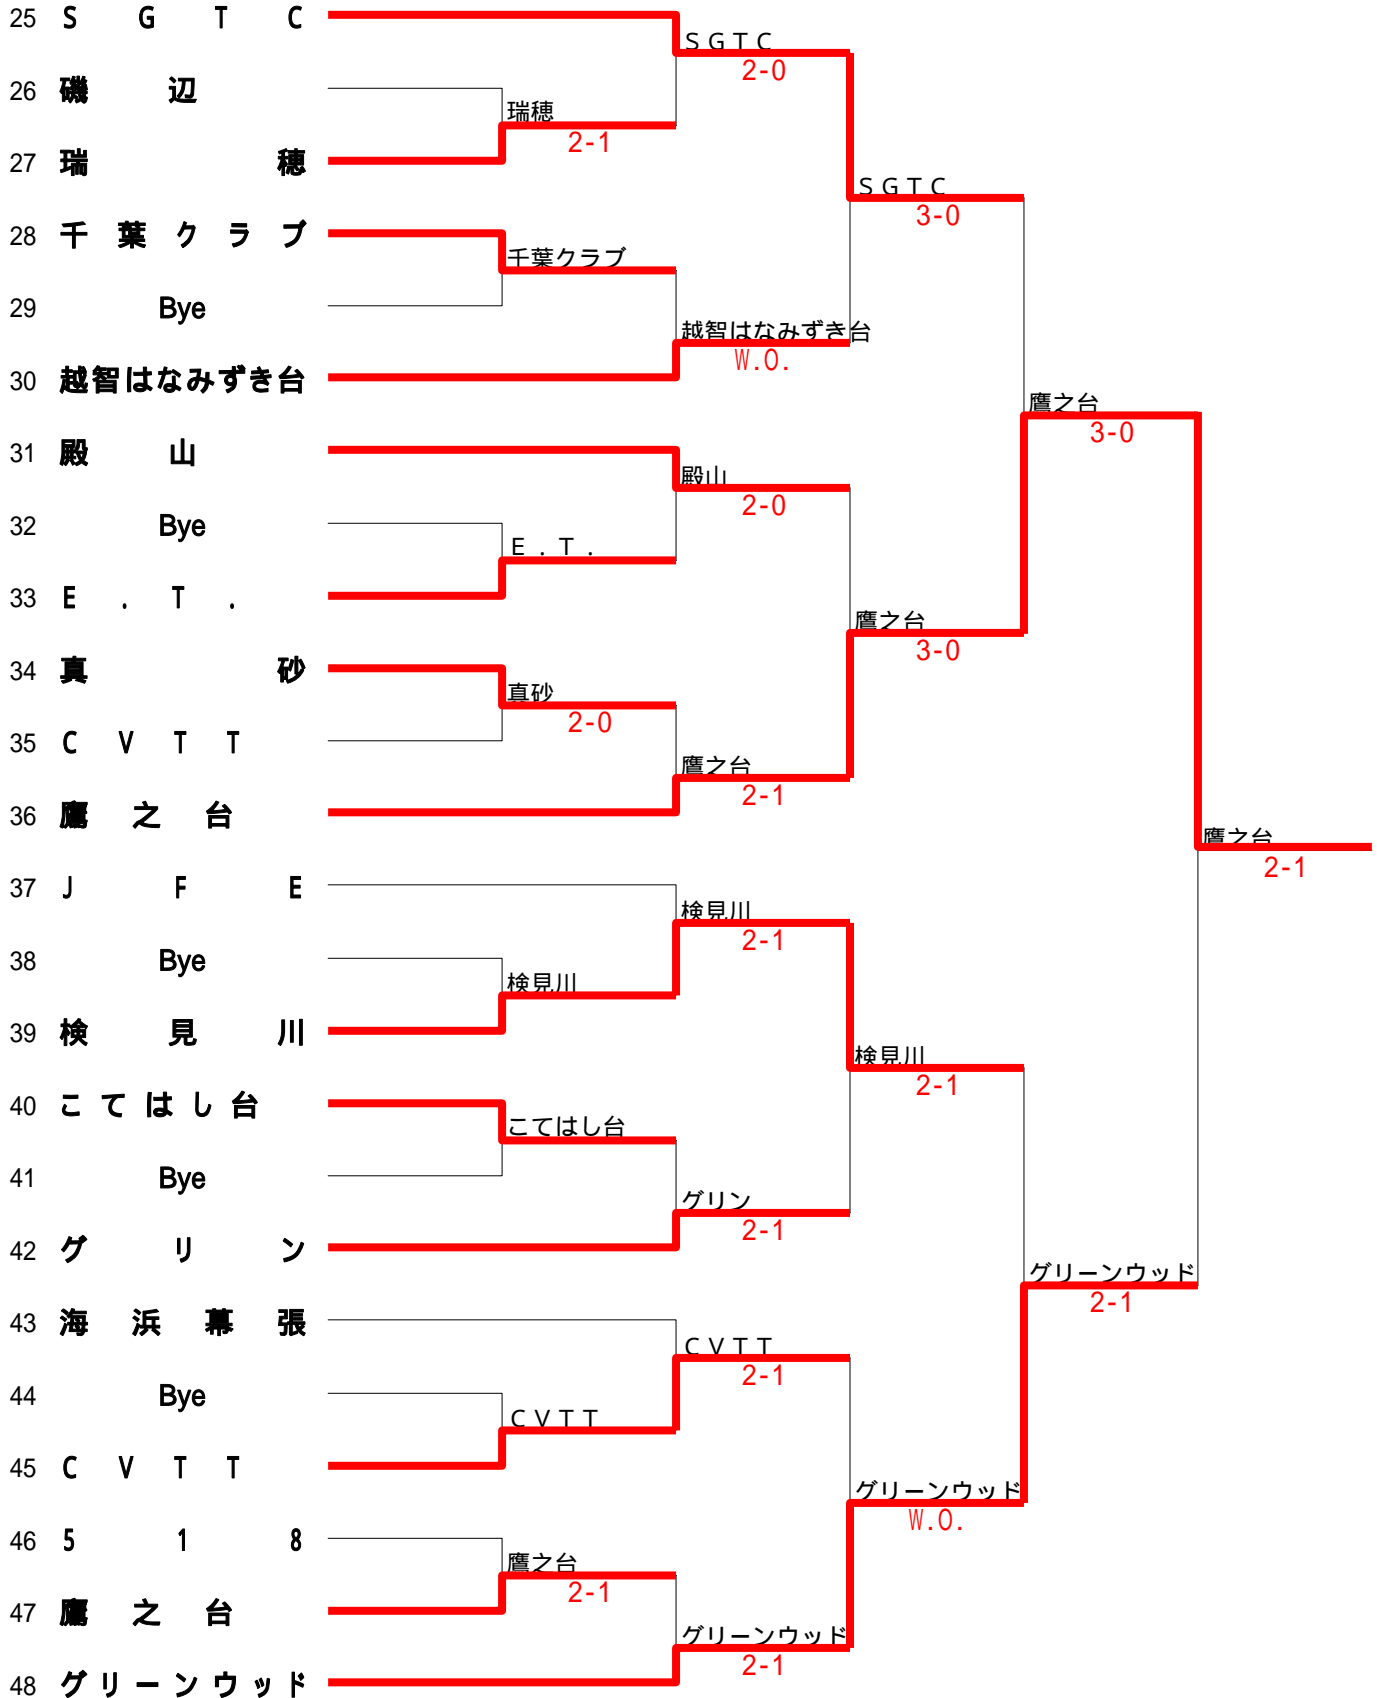 25 ＳＧＴＣ
ＳＧＴＣ
2-0
26 磯辺
瑞穂
2-1
27 瑞穂
ＳＧＴＣ
3-0
28 千葉クラブ
千葉クラブ
29 Bye
越智はなみずき台
W.O.
30 越智はなみずき台
鷹之台
3-0
31 殿山
殿山
2-0
32 Bye
Ｅ．Ｔ．
33 Ｅ．Ｔ．
鷹之台
3-0
34 真砂
真砂
2-0
35 ＣＶＴＴ
鷹之台
2-1
36 鷹之台
鷹之台
2-1
37 ＪＦＥ
検見川
2-1
38 Bye
検見川
39 検見川
検見川
2-1
40 こてはし台
こてはし台
41 Bye
グリン
2-1
42 グリン
グリーンウッド
2-1
43 海浜幕張
ＣＶＴＴ
2-1
44 Bye
ＣＶＴＴ
45 ＣＶＴＴ
グリーンウッド
W.O.
46 ５１８
鷹之台
2-1
47 鷹之台
グリーンウッド
2-1
48 グリーンウッド